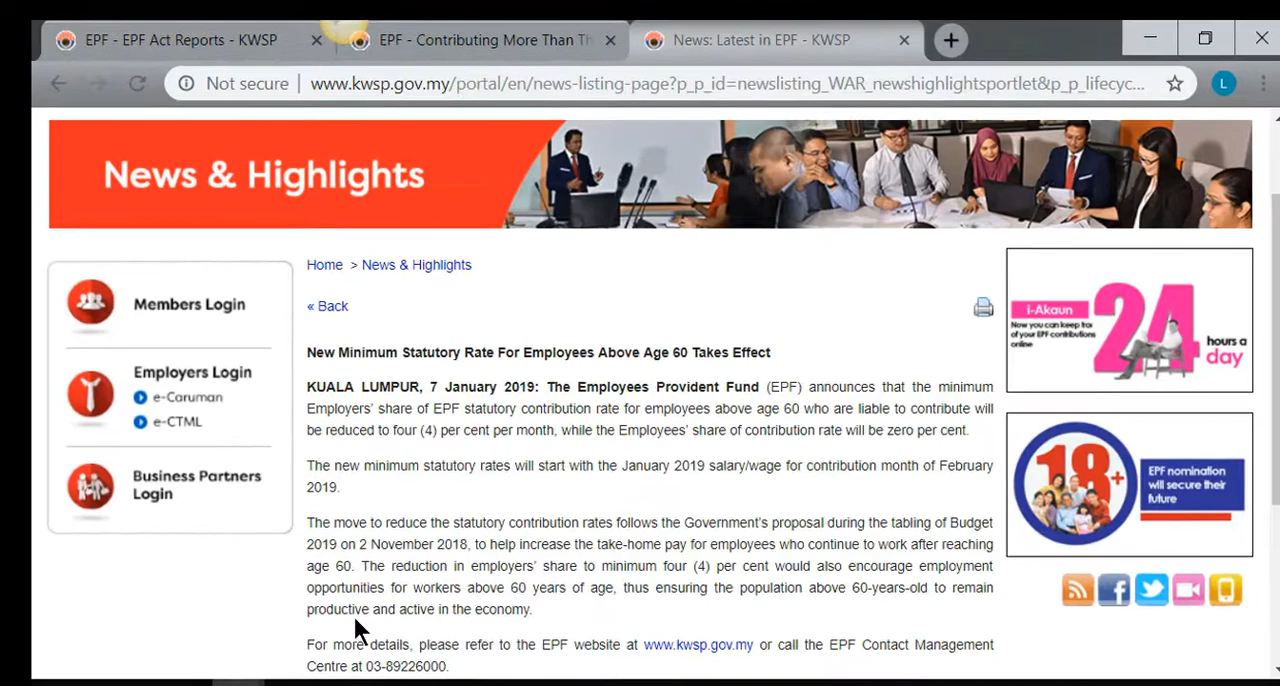 EPF - EPF Act Reports - KWSP
EPF - Contributing More Than Th
News: Latest in EPF - KWSP
Not secure | www.kwsp.gov.my/portal/en/news-listing-page?p_p_id=newslisting_WAR_newshighlightsportlet&p_p_lifecyc...
L
News & Highlights
Home > News & Highlights
« Back
Members Login
Employers Login
e-Caruman
e-CTML
Business Partners
Login
New Minimum Statutory Rate For Employees Above Age 60 Takes Effect
KUALA LUMPUR, 7 January 2019: The Employees Provident Fund (EPF) announces that the minimum
Employers' share of EPF statutory contribution rate for employees above age 60 who are liable to contribute will
be reduced to four (4) per cent per month, while the Employees' share of contribution rate will be zero per cent.
The new minimum statutory rates will start with the January 2019 salary/wage for contribution month of February
2019.
The move to reduce the statutory contribution rates follows the Government's proposal during the tabling of Budget
2019 on 2 November 2018, to help increase the take-home pay for employees who continue to work after reaching
age 60. The reduction in employers' share to minimum four (4) per cent would also encourage employment
opportunities for workers above 60 years of age, thus ensuring the population above 60-years-old to remain
productive and active in the economy.
For more details, please refer to the EPF website at www.kwsp.gov.my or call the EPF Contact Management
Centre at 03-89226000.
i-Akaun
Now you can keep trac
of your EPF contributions
online
24
hours a
day
18+
EPF nomination
will secure their
future